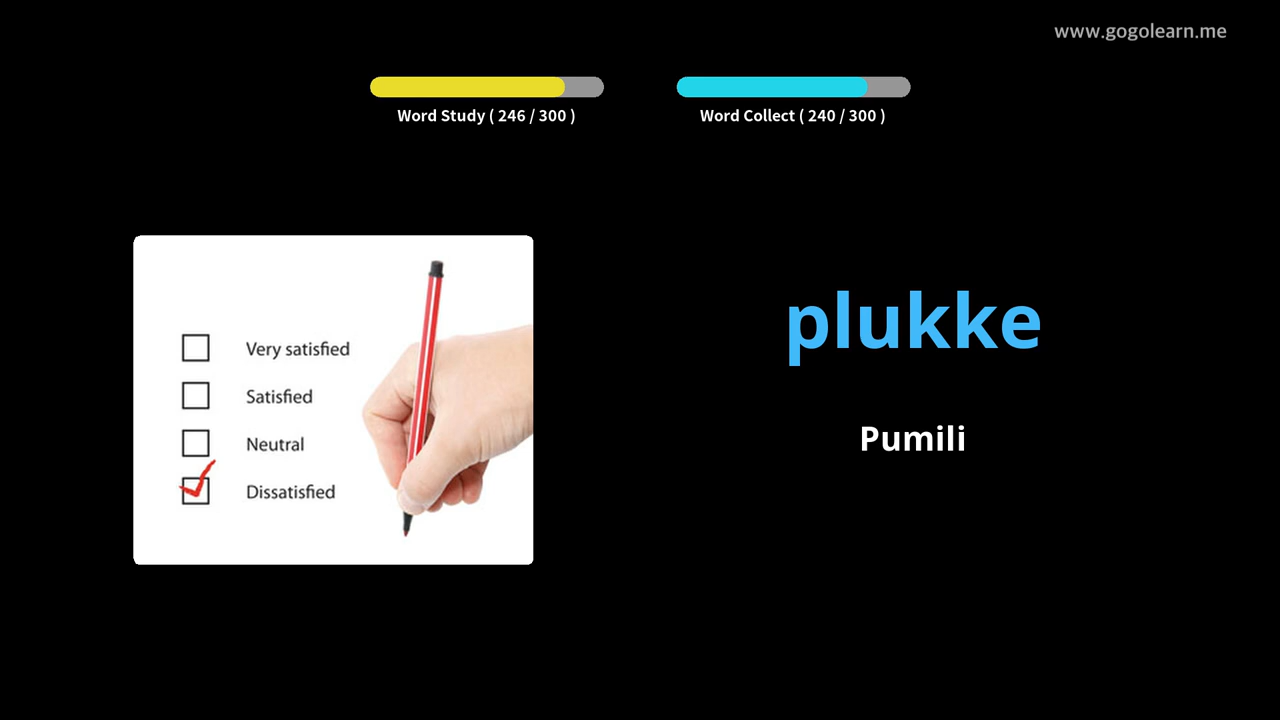 www.gogolearn.me
Word Study ( 246 / 300 )
Word Collect ( 240 / 300 )
Very satisfied
Satisfied
Neutral
Dissatisfied
plukke
Pumili